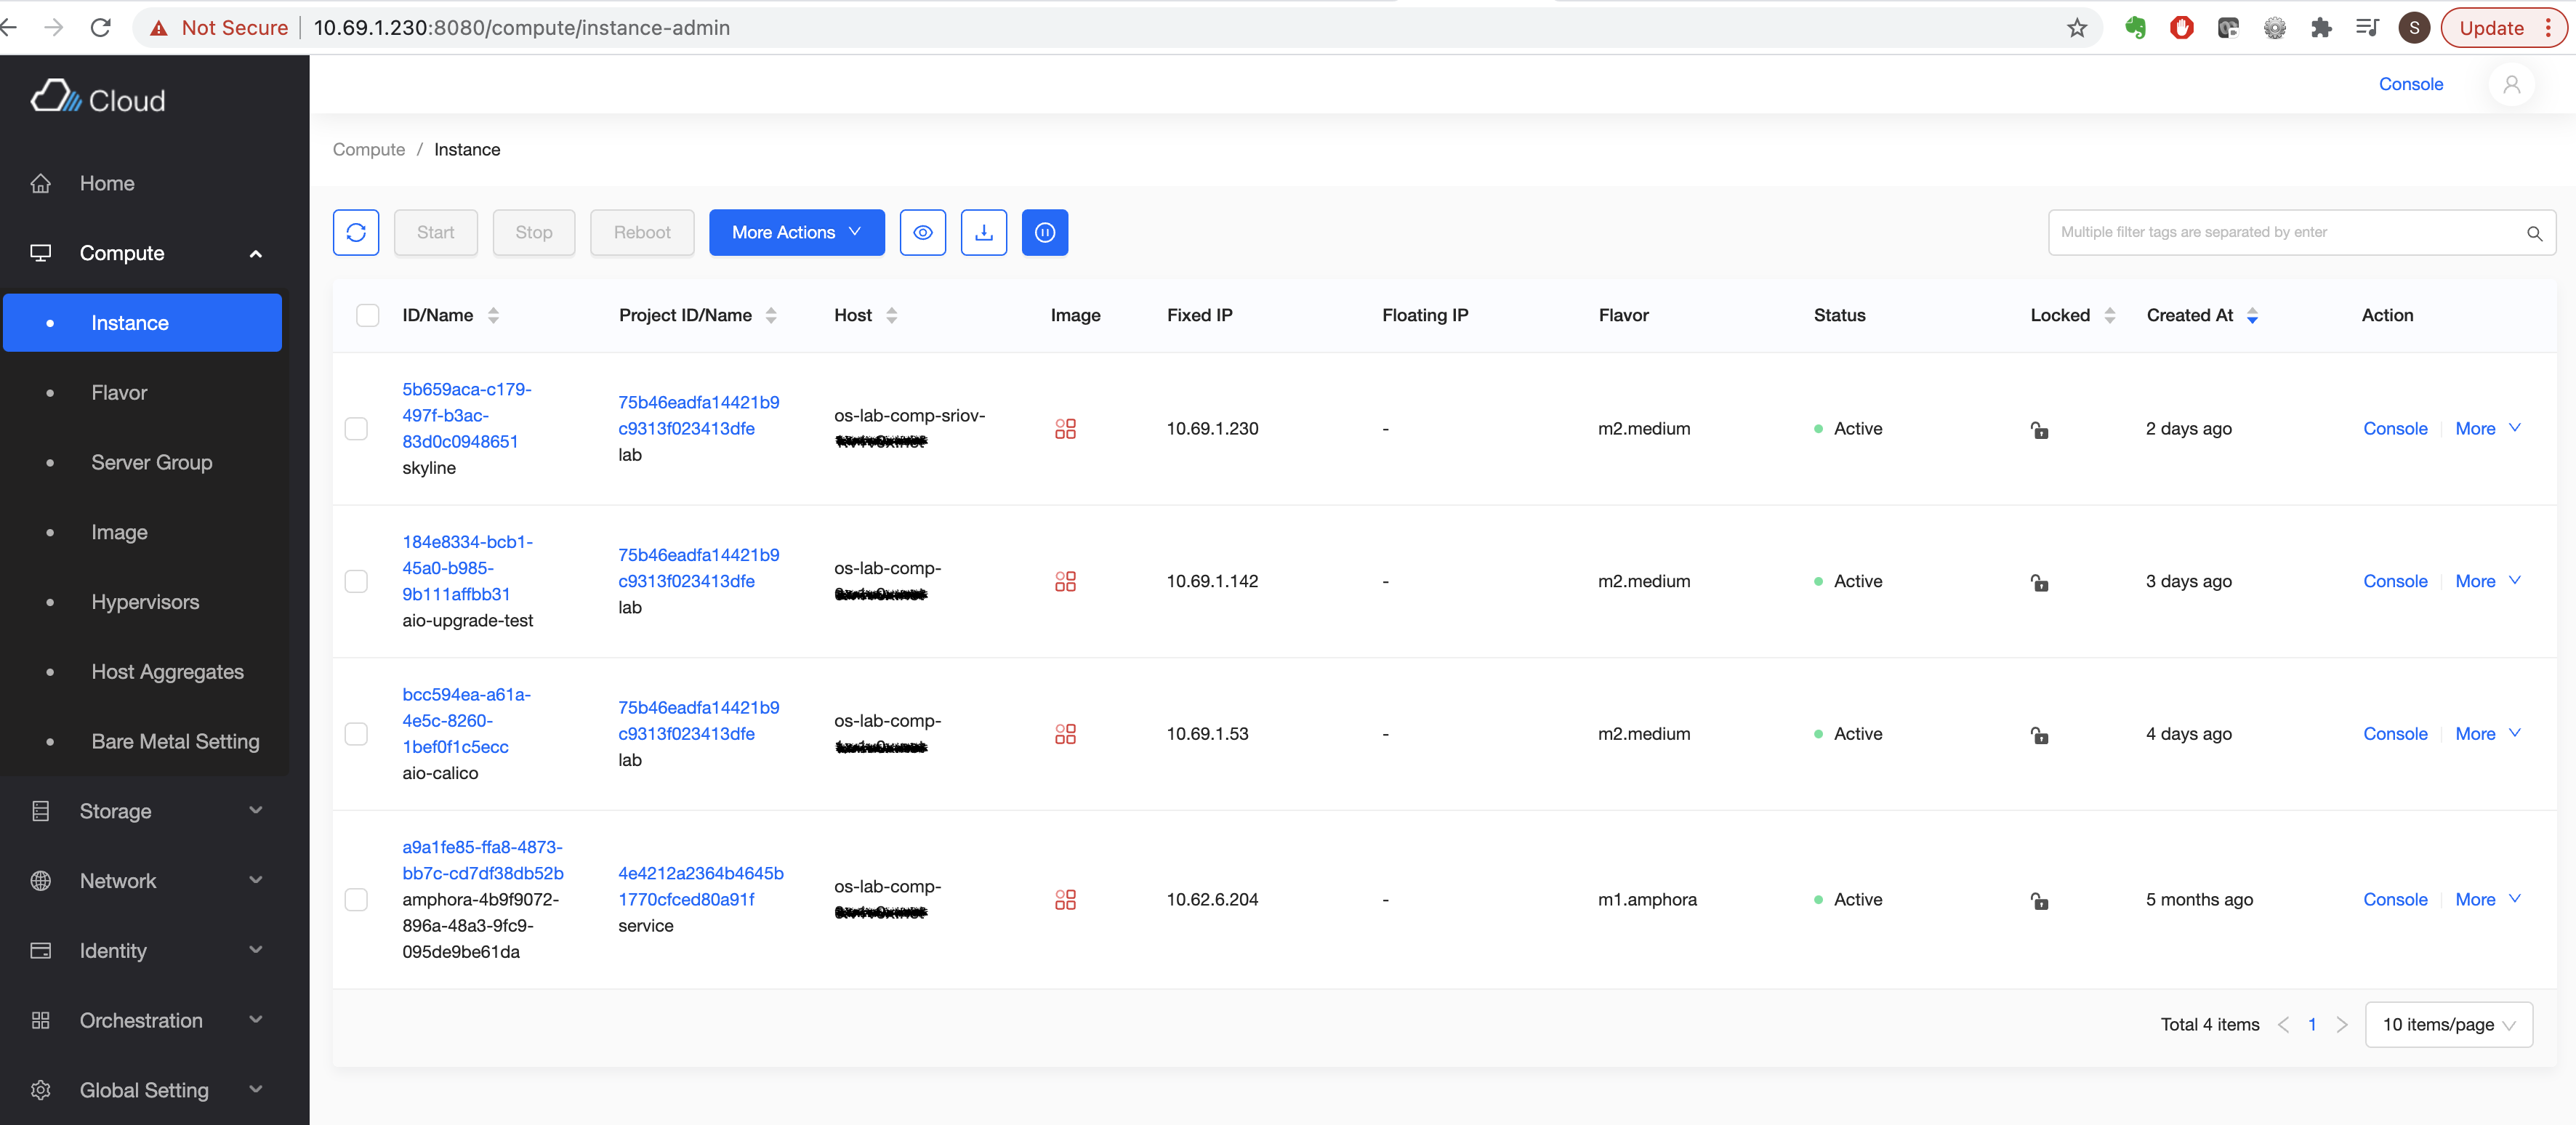 Not Secure | 10.69.1.230:8080/compute/instance-admin
S
Update
Cloud
Console
Home
Compute
Instance
Flavor
Server Group
Image
Hypervisors
Host Aggregates
Bare Metal Setting
Storage
Network
Identity
Orchestration
Global Setting
Compute / Instance
Start Stop Reboot More Actions
Multiple filter tags are separated by enter
ID/Name Project ID/Name Host Image Fixed IP Floating IP Flavor Status Locked Created At Action
5b659aca-c179-
497f-b3ac-
83d0c0948651
skyline
75b46eadfa14421b9
c9313f023413dfe
lab
os-lab-comp-sriov-
10.69.1.230
-
m2.medium
Active
2 days ago
Console More
184e8334-bcb1-
45a0-b985-
9b111affbb31
aio-upgrade-test
75b46eadfa14421b9
c9313f023413dfe
lab
os-lab-comp-
10.69.1.142
-
m2.medium
Active
3 days ago
Console More
bcc594ea-a61a-
4e5c-8260-
1bef0f1c5ecc
aio-calico
75b46eadfa14421b9
c9313f023413dfe
lab
os-lab-comp-
10.69.1.53
-
m2.medium
Active
4 days ago
Console More
a9a1fe85-ffa8-4873-
bb7c-cd7df38db52b
amphora-4b9f9072-
896a-48a3-9fc9-
095de9be61da
4e4212a2364b4645b
1770cfced80a91f
service
os-lab-comp-
10.62.6.204
-
m1.amphora
Active
5 months ago
Console More
Total 4 items < 1 > 10 items/page